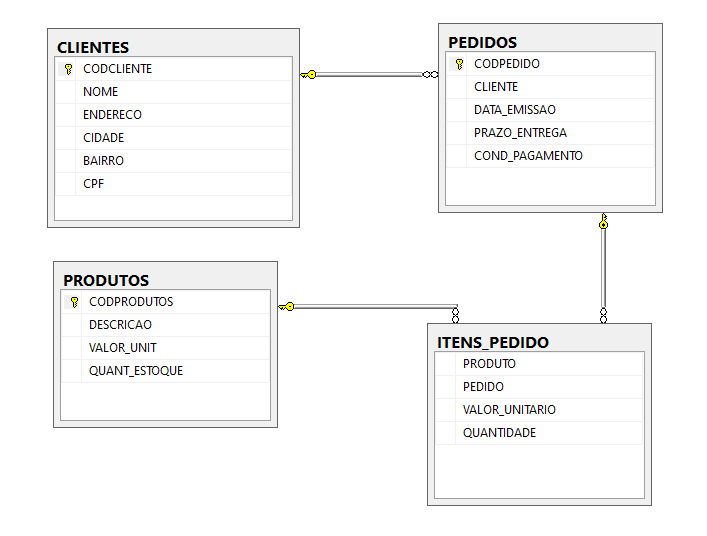 CLIENTES
CODCLIENTE
NOME
ENDERECO
CIDADE
BAIRRO
CPF
PEDIDOS
CODPEDIDO
CLIENTE
DATA_EMISSAO
PRAZO_ENTREGA
COND_PAGAMENTO
PRODUTOS
CODPRODUTOS
DESCRICAO
VALOR_UNIT
QUANT_ESTOQUE
ITENS_PEDIDO
PRODUTO
PEDIDO
VALOR_UNITARIO
QUANTIDADE